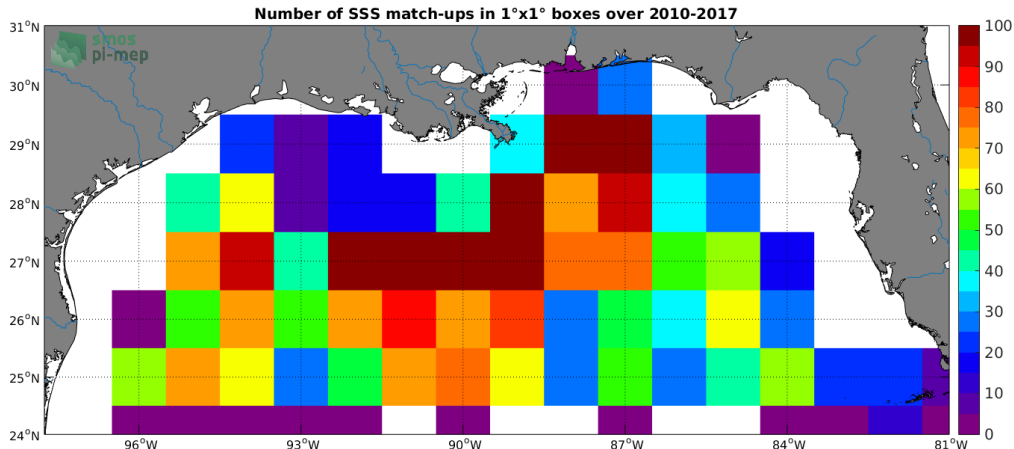 Number of SSS match-ups in 1°x1° boxes over 2010-2017
smos
pi-mep
31°N
30°N
29°N
28°N
27°N
26°N
25°N
24°N
96°W
93°W
90°W
87°W
84°W
81°W
100
90
80
70
60
50
40
30
20
10
0